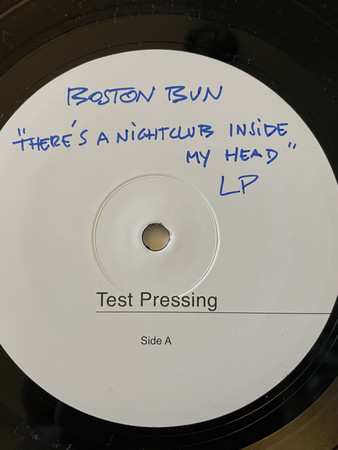 BOSTON BUN
"THERE'S A NIGHTCLUB INSIDE
MY HEAD"
LP
Test Pressing
Side A